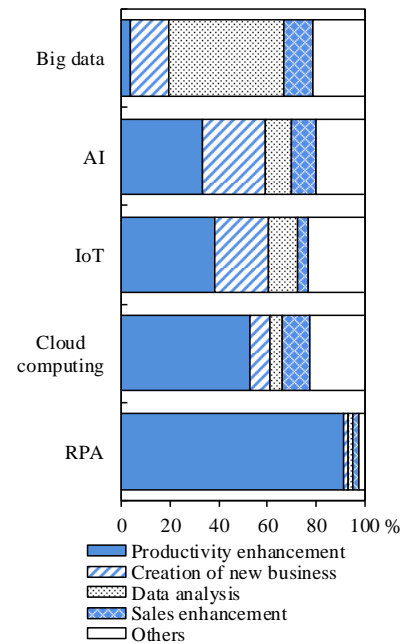 Big data
AI
IoT
Cloud
computing
RPA
0 20 40 60 80 100 %
Productivity enhancement
Creation of new business
Data analysis
Sales enhancement
Others